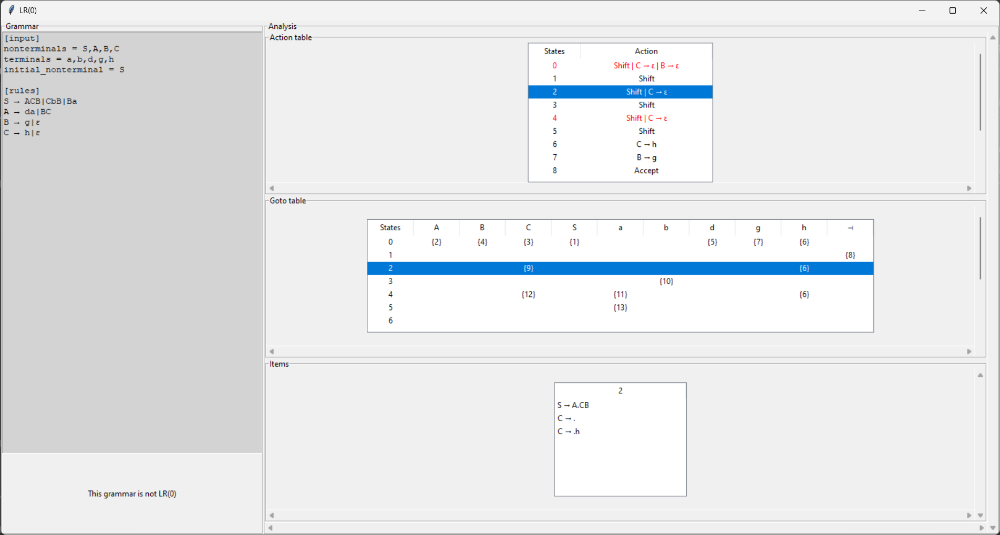 LR(0)
Grammar
[input]
nonterminals = S,A,B,C
terminals = a,b,d,g,h
initial_nonterminal = S
[rules]
S → ACB|CbB|Ba
A → da|BC
B → g|ε
C → h|ε
This grammar is not LR(0)
Analysis
Action table
States Action
0 Shift | C → ε | B → ε
1 Shift
2 Shift | C → ε
3 Shift
4 Shift | C → ε
5 Shift
6 C → h
7 B → g
8 Accept
Goto table
States A B C S a b d g h ⊣
0 {2} {4} {3} {1} {5} {7} {6}
1 {8}
2 {9} {6}
3 {10}
4 {12} {11} {6}
5 {13}
6
Items
2
S → A.CB
C → .
C → .h